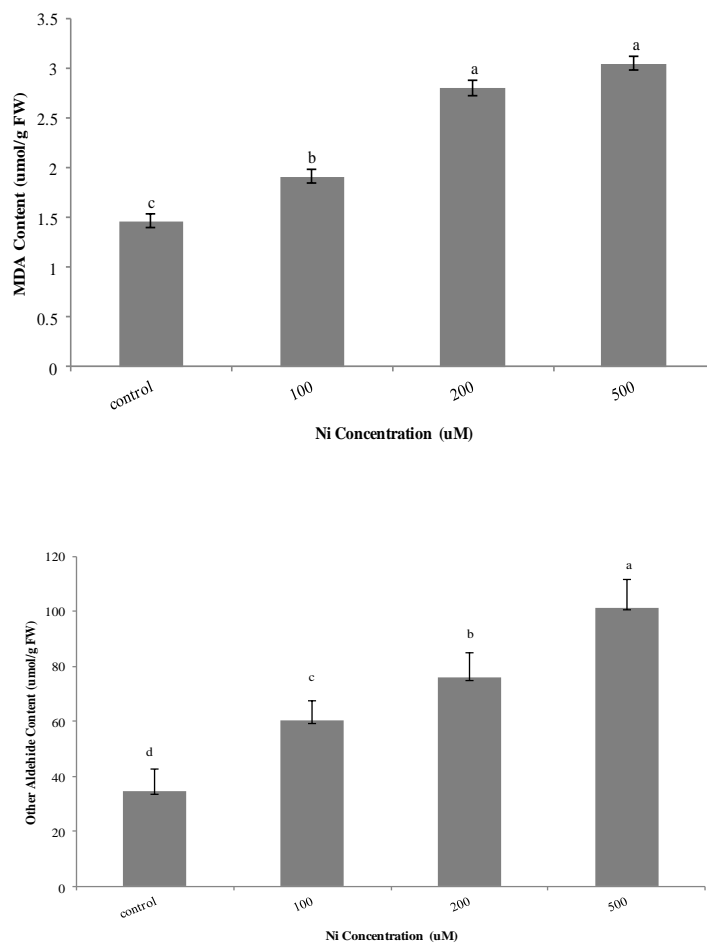 3.5
3
2.5
2
1.5
1
0.5
0
MDA Content (umol/g FW)
c
b
a
a
control
100
200
500
Ni Concentration (uM)
120
100
80
60
40
20
0
Other Aldehide Content (umol/g FW)
d
c
b
a
control
100
200
500
Ni Concentration (uM)